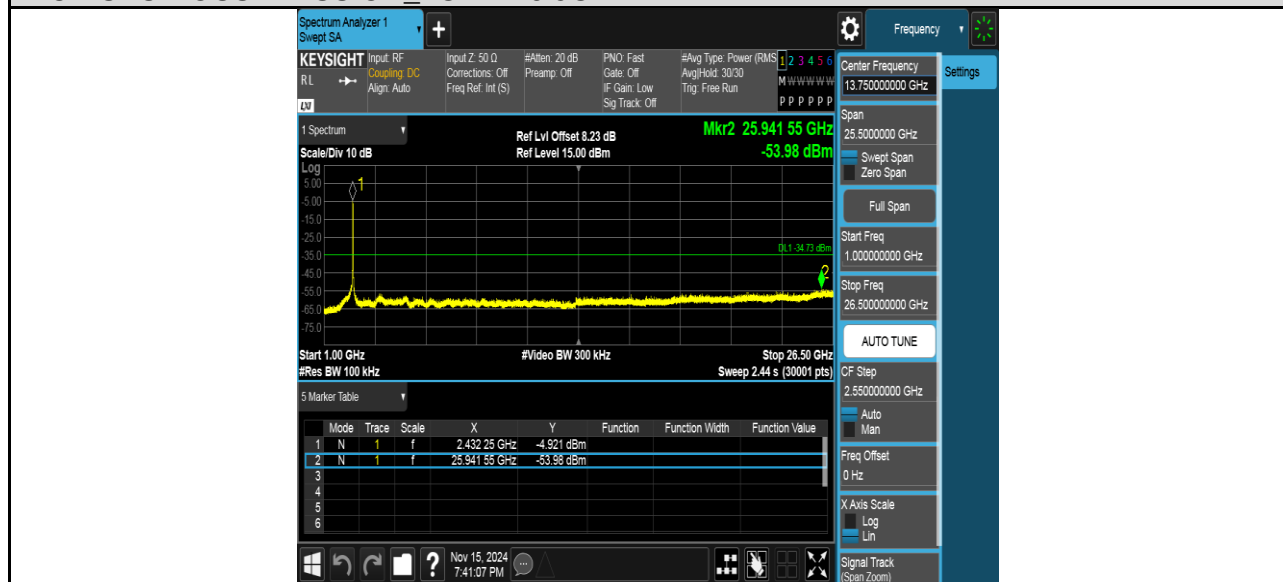 Spectrum Analyzer 1
Swept SA
+
Frequency
KEYSIGHT
RL
LXI
Input: RF
Coupling: DC
Align: Auto
Input Z: 50 Ω
Corrections: Off
Freq Ref: Int (S)
#Atten: 20 dB
Preamp: Off
PNO: Fast
Gate: Off
IF Gain: Low
Sig Track: Off
#Avg Type: Power (RMS
Avg|Hold: 30/30
Trig: Free Run
1 2 3 4 5 6
M W W W W W
P P P P P P
1 Spectrum
Scale/Div 10 dB
Ref Lvl Offset 8.23 dB
Ref Level 15.00 dBm
Mkr2 25.941 55 GHz
-53.98 dBm
Log
5.00
-5.00
-15.0
-25.0
-35.0
-45.0
-55.0
-65.0
-75.0
1
DL1 -34.73 dBm
2
Start 1.00 GHz
#Video BW 300 kHz
Stop 26.50 GHz
#Res BW 100 kHz
Sweep 2.44 s (30001 pts)
5 Marker Table
Mode Trace Scale X Y Function Function Width Function Value
1 N 1 f 2.432 25 GHz -4.921 dBm
2 N 1 f 25.941 55 GHz -53.98 dBm
3
4
5
6
?
Nov 15, 2024
7:41:07 PM
Center Frequency
13.750000000 GHz
Settings
Span
25.5000000 GHz
Swept Span
Zero Span
Full Span
Start Freq
1.000000000 GHz
Stop Freq
26.500000000 GHz
AUTO TUNE
CF Step
2.550000000 GHz
Auto
Man
Freq Offset
0 Hz
X Axis Scale
Log
Lin
Signal Track
(Span Zoom)